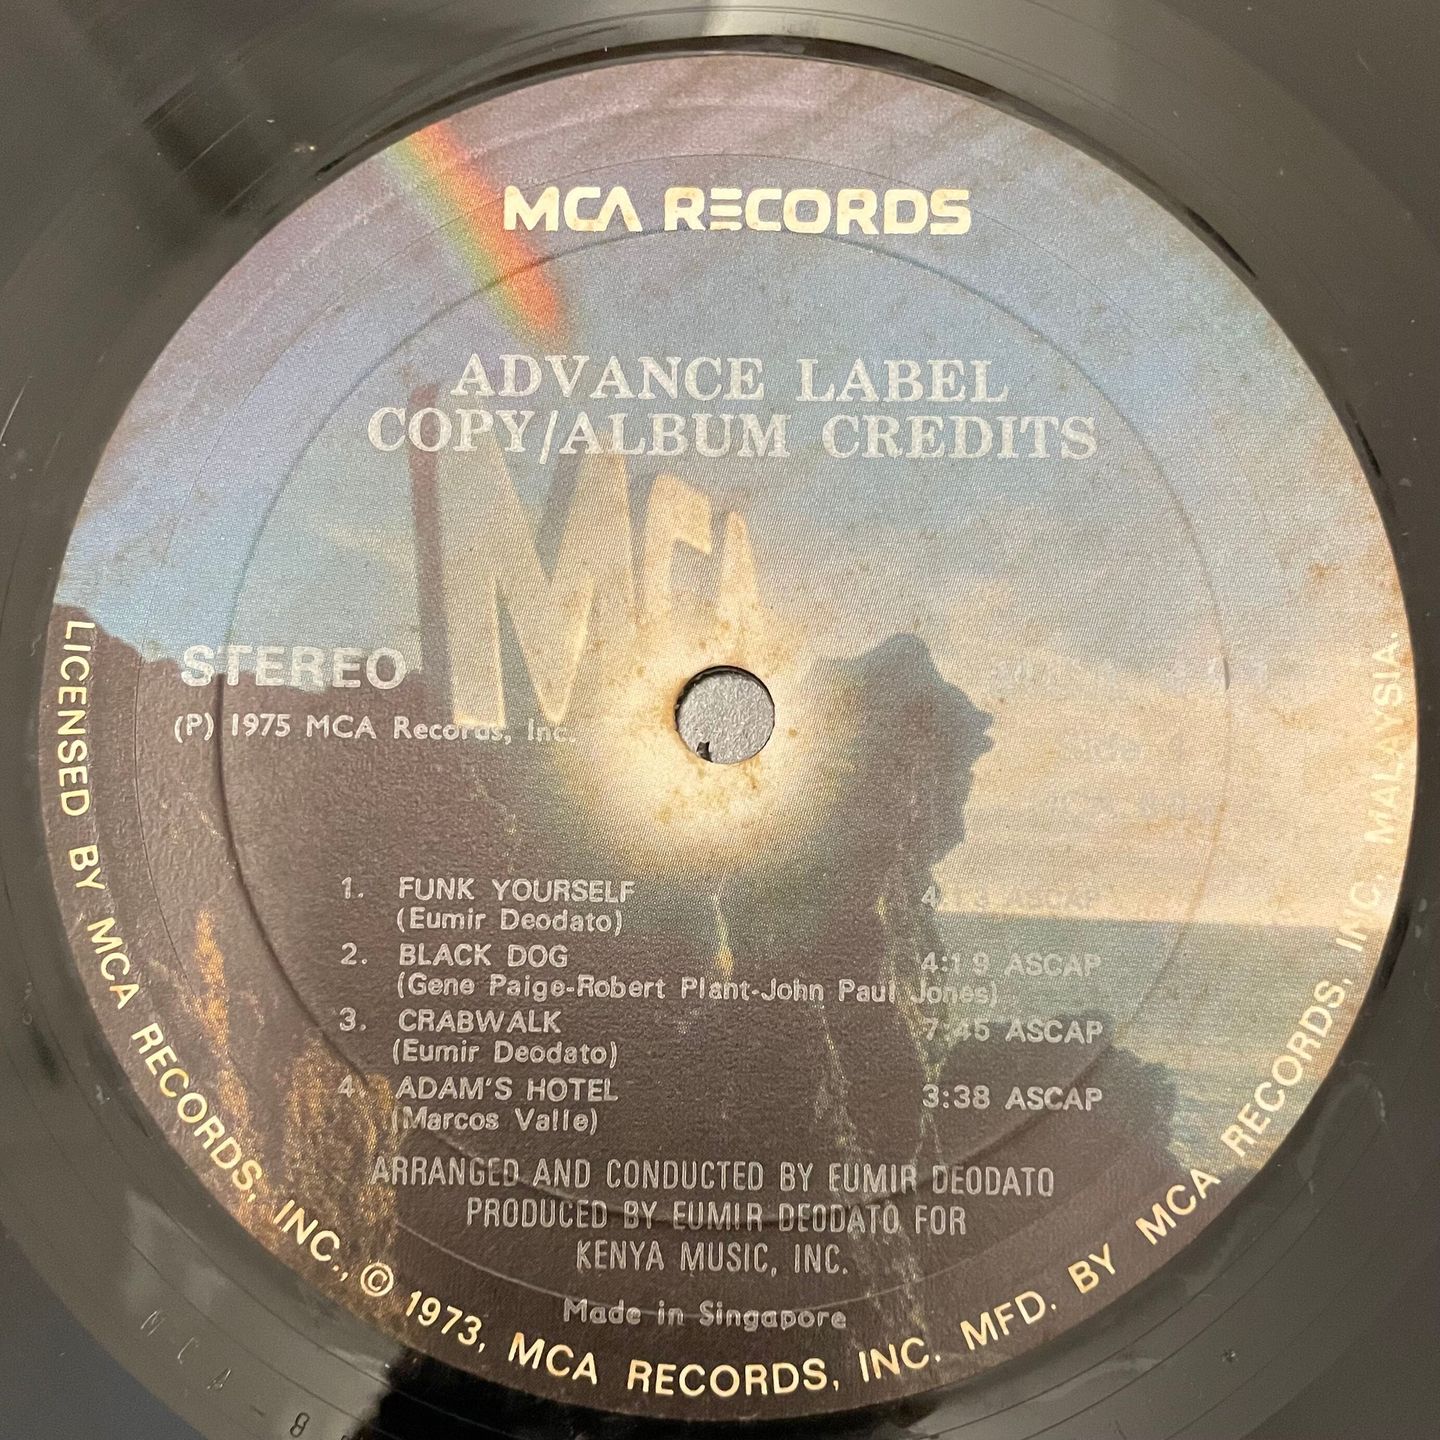 MCA RECORDS
ADVANCE LABEL
COPY/ALBUM CREDITS
MCA
STEREO
(P) 1975 MCA Records, Inc.
1. FUNK YOURSELF 4:13 ASCAP
(Eumir Deodato)
2. BLACK DOG 4:19 ASCAP
(Gene Paige-Robert Plant-John Paul Jones)
3. CRABWALK 7:45 ASCAP
(Eumir Deodato)
4. ADAM'S HOTEL 3:38 ASCAP
(Marcos Valle)
ARRANGED AND CONDUCTED BY EUMIR DEODATO
PRODUCED BY EUMIR DEODATO FOR
KENYA MUSIC, INC.
Made in Singapore
LICENSED BY MCA RECORDS, INC., © 1973, MCA RECORDS, INC. MFD. BY MCA RECORDS, INC. MALAYSIA.